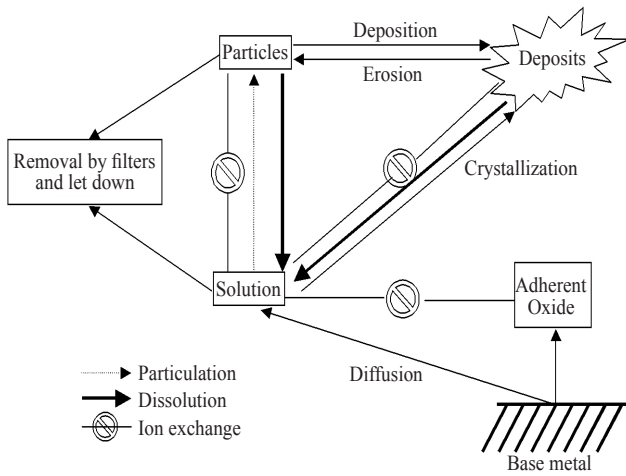 Deposition
Particles
Deposits
Erosion
Removal by filters
and let down
Crystallization
Solution
Adherent
Oxide
Particulation
Diffusion
Dissolution
Ion exchange
Base metal